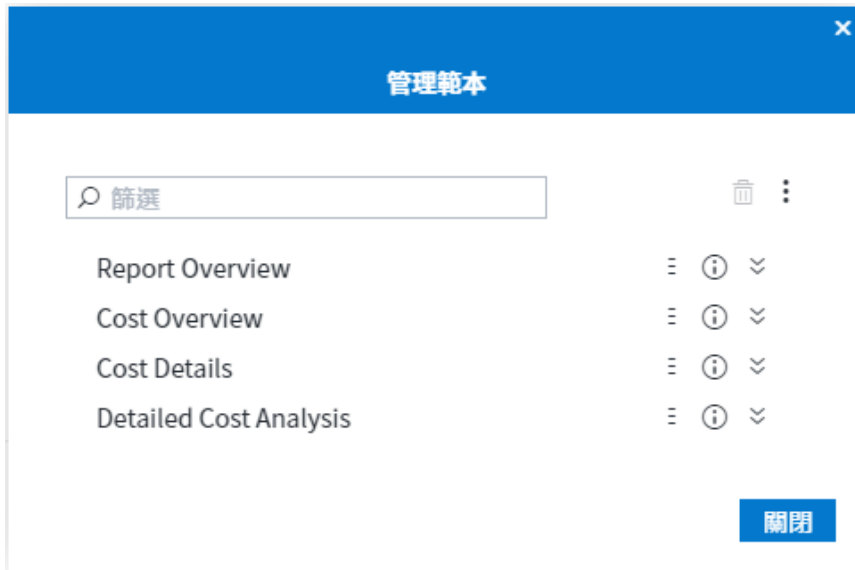 管理範本
篩選
Report Overview
Cost Overview
Cost Details
Detailed Cost Analysis
關閉